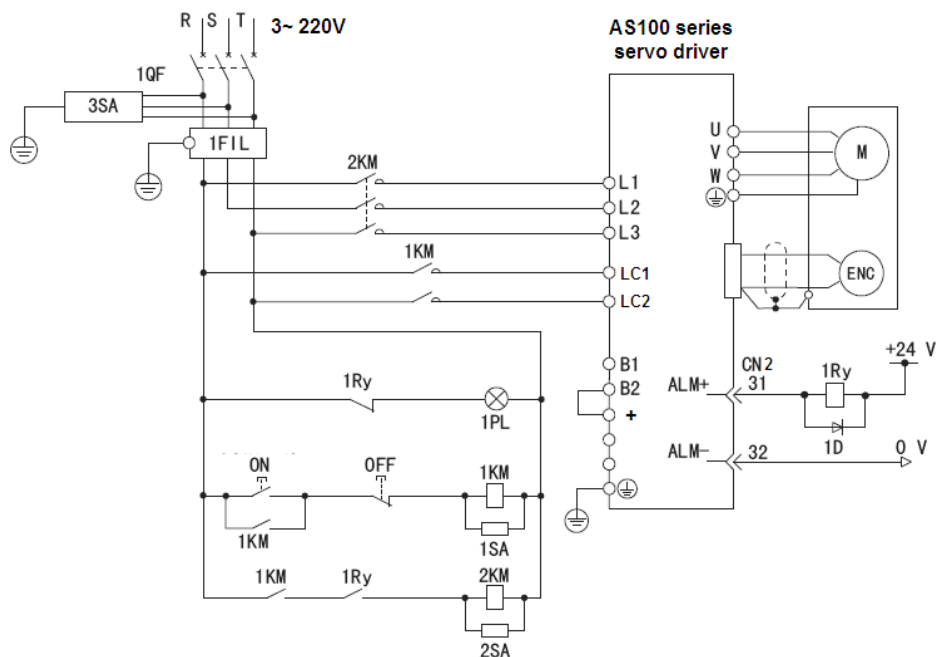 R S T
3~ 220V
AS100 series
servo driver
1QF
3SA
1FIL
2KM
L1
L2
L3
1KM
LC1
LC2
U
V
W
M
ENC
B1
B2
+
CN2
ALM+
31
1Ry
+24 V
1D
ALM-
32
0 V
1Ry
1PL
ON
OFF
1KM
1KM
1SA
1KM
1Ry
2KM
2SA